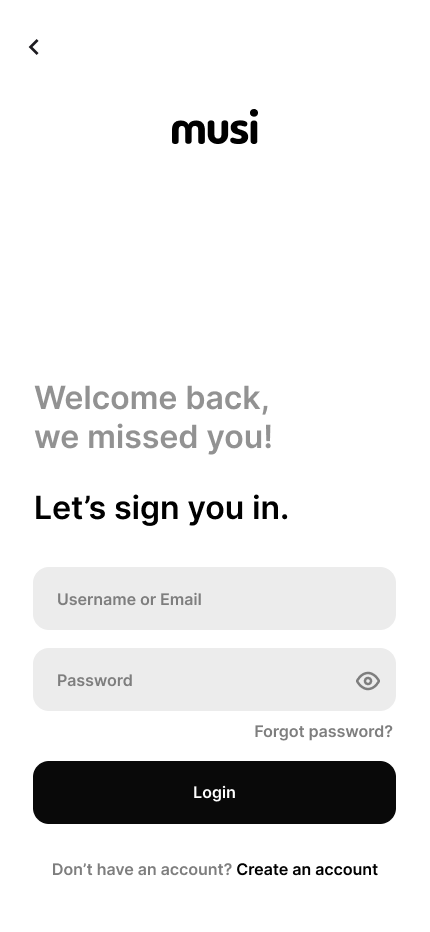 musi
Welcome back,
we missed you!
Let’s sign you in.
Username or Email
Password
Forgot password?
Login
Don’t have an account? Create an account